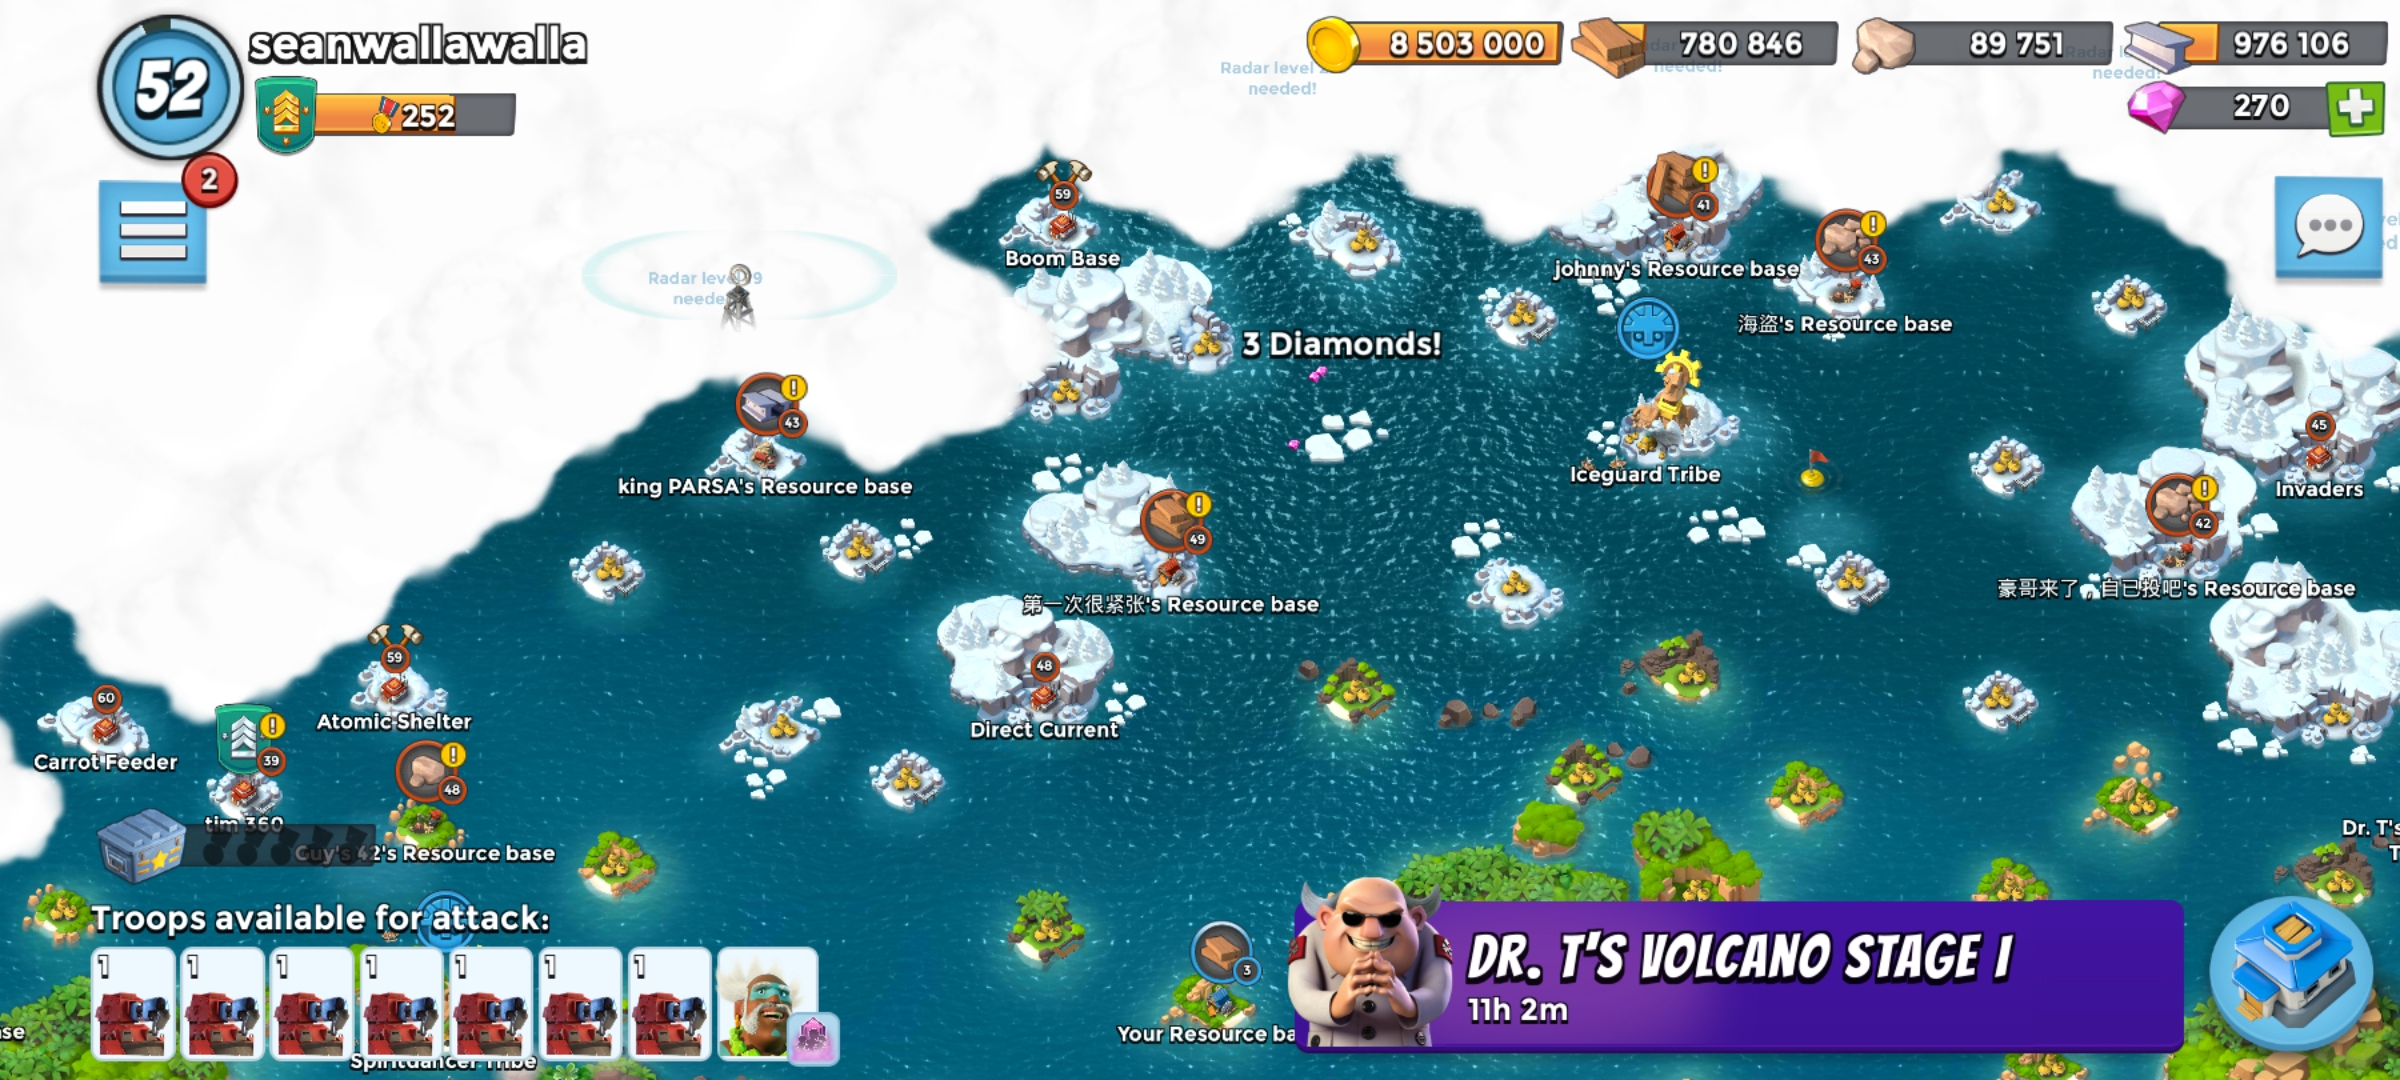 52
seanwallawalla
252
2
8 503 000
780 846
89 751
976 106
270
Radar level
needed!
needed!
needed!
59
Boom Base
41
johnny's Resource base
43
海盗's Resource base
Radar level 9
3 Diamonds!
43
king PARSA's Resource base
Iceguard Tribe
45
Invaders
49
第一次很紧张's Resource base
42
豪哥来了，自已投吧's Resource base
59
Atomic Shelter
48
Direct Current
60
Carrot Feeder
39
tim 360
48
Guy's 42's Resource base
Dr. T's
T
Troops available for attack:
1
1
1
1
1
1
1
Spiritdancer Tribe
3
Your Resource ba
DR. T'S VOLCANO STAGE I
11h 2m